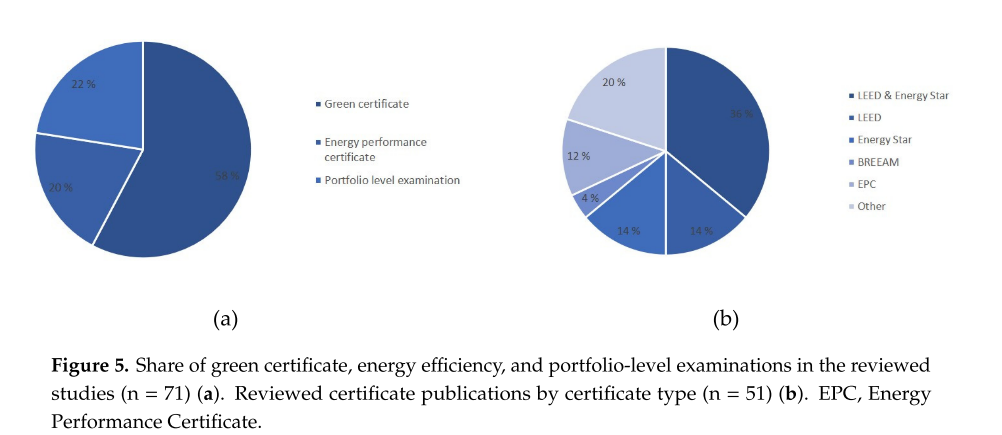 22 %
20 %
58 %
Green certificate
Energy performance
certificate
Portfolio level examination
(a)
20 %
36 %
12 %
4 %
14 %
14 %
LEED & Energy Star
LEED
Energy Star
BREEAM
EPC
Other
(b)
Figure 5. Share of green certificate, energy efficiency, and portfolio-level examinations in the reviewed
studies (n = 71) (a). Reviewed certificate publications by certificate type (n = 51) (b). EPC, Energy
Performance Certificate.